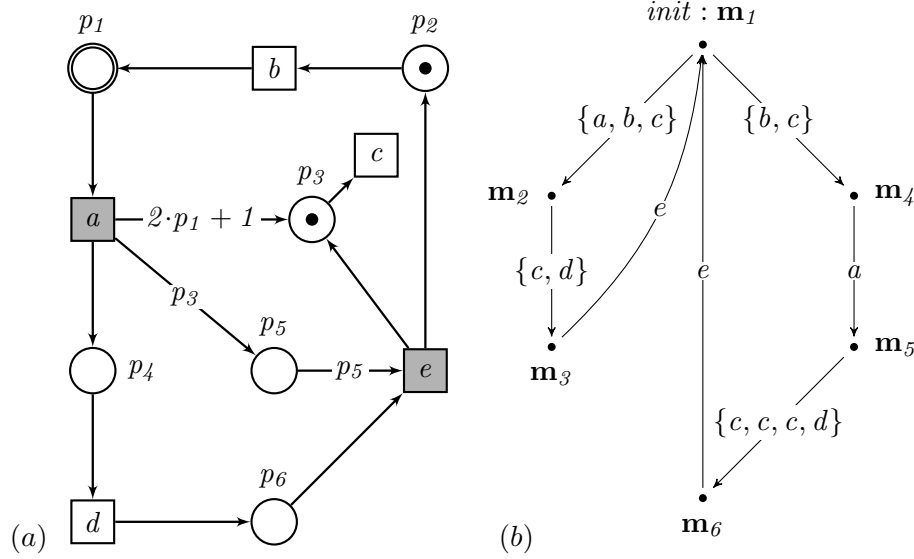 p1
p2
init : m1
b
{a, b, c}
{b, c}
c
p3
m2
m4
a
2·p1 + 1
e
{c, d}
e
a
p3
p5
p4
p5
e
m3
m5
{c, c, c, d}
p6
(a)
d
(b)
m6